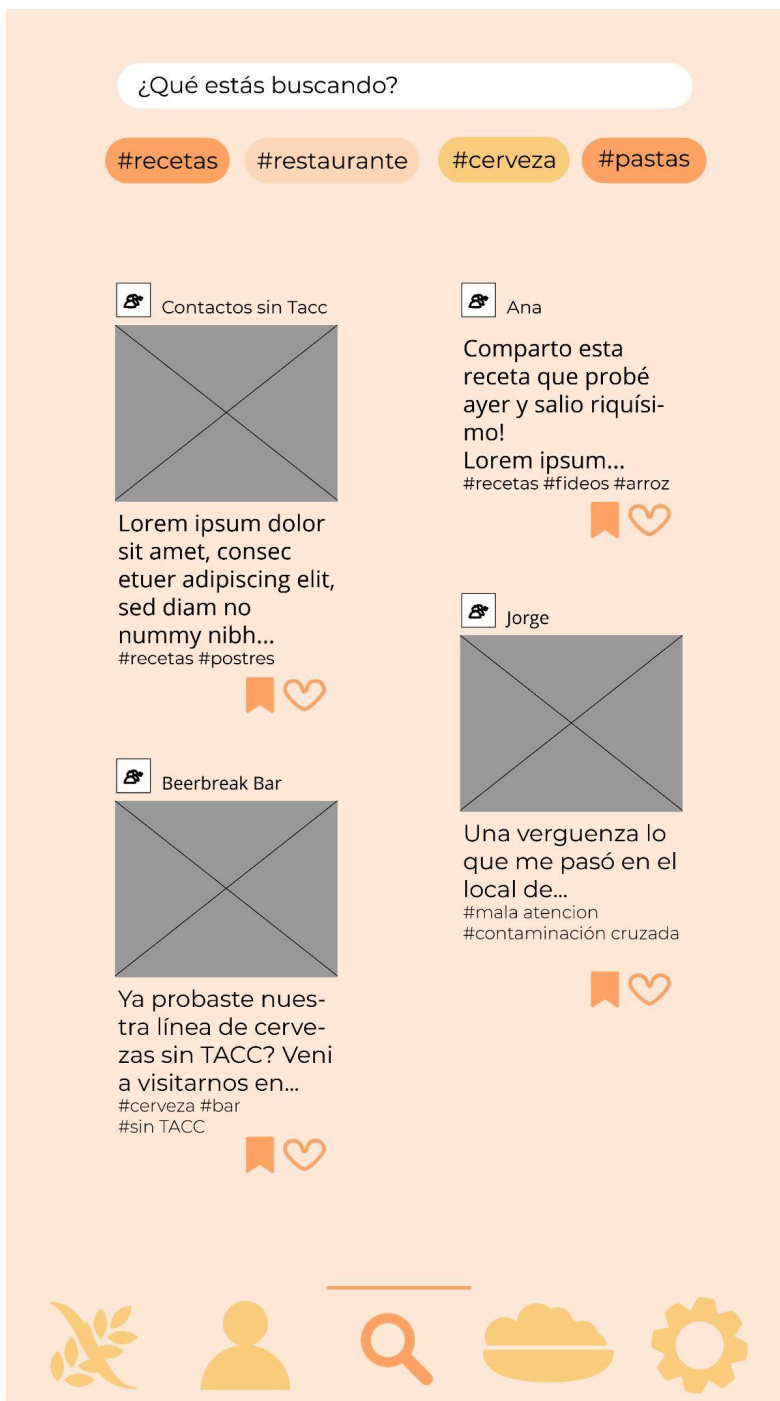 ¿Qué estás buscando?
#recetas #restaurante #cerveza #pastas
Contactos sin Tacc
Lorem ipsum dolor
sit amet, consec
etuer adipiscing elit,
sed diam no
nummy nibh...
#recetas #postres
Beerbreak Bar
Ya probaste nues-
tra línea de cerve-
zas sin TACC? Veni
a visitarnos en...
#cerveza #bar
#sin TACC
Ana
Comparto esta
receta que probé
ayer y salio riquísi-
mo!
Lorem ipsum...
#recetas #fideos #arroz
Jorge
Una verguenza lo
que me pasó en el
local de...
#mala atencion
#contaminación cruzada